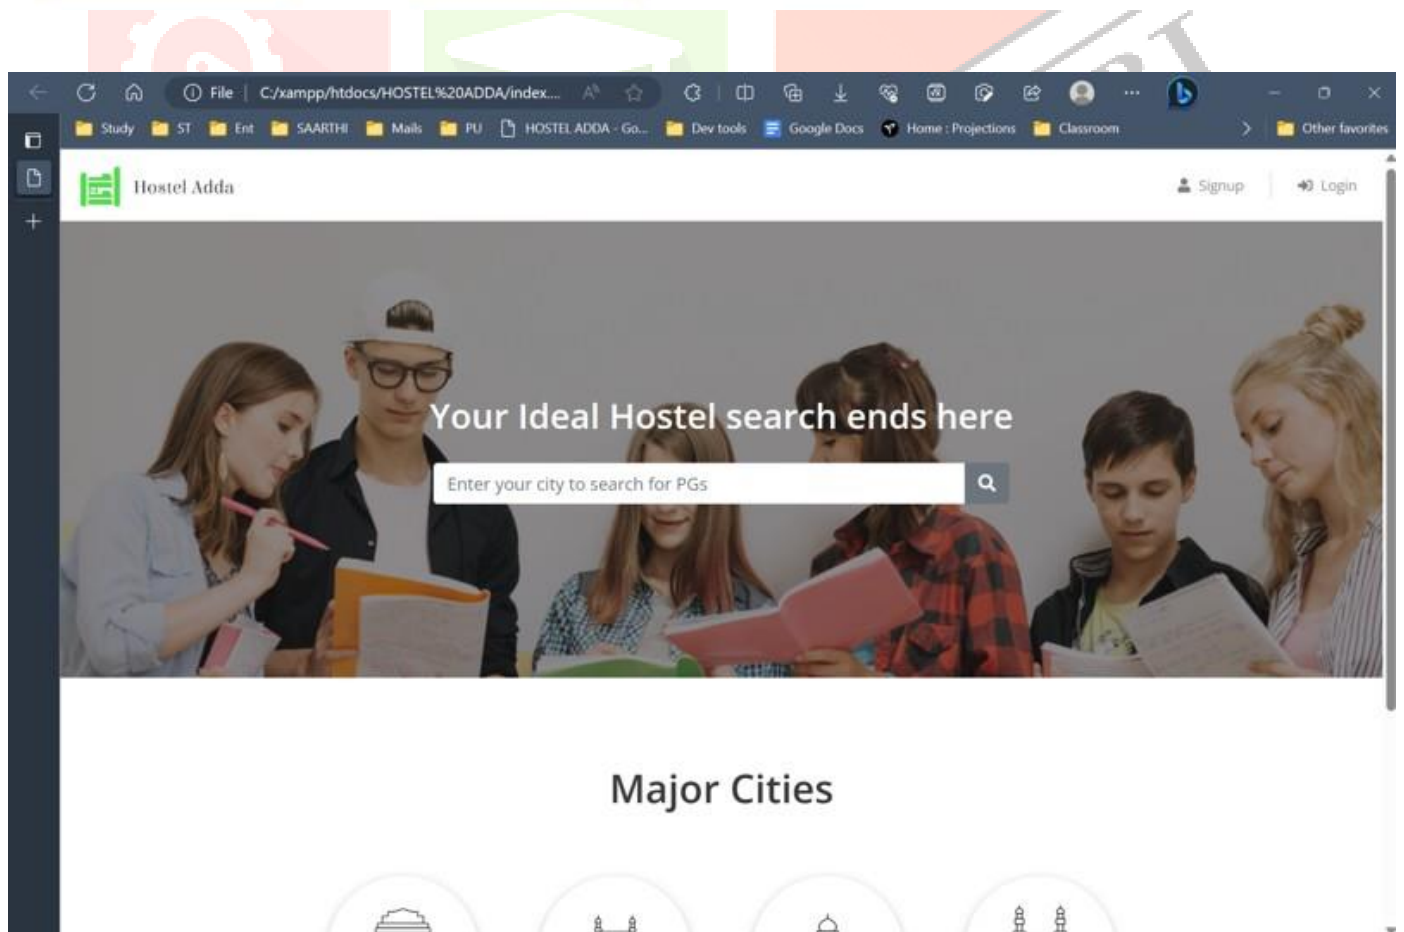 File C:/xampp/htdocs/HOSTEL%20ADDA/index....
Study ST Ent SAARTHI Mails PU HOSTEL ADDA - Go... Dev tools Google Docs Home : Projections Classroom Other favorites
Hostel Adda Signup Login
Your Ideal Hostel search ends here
Enter your city to search for PGs
Major Cities